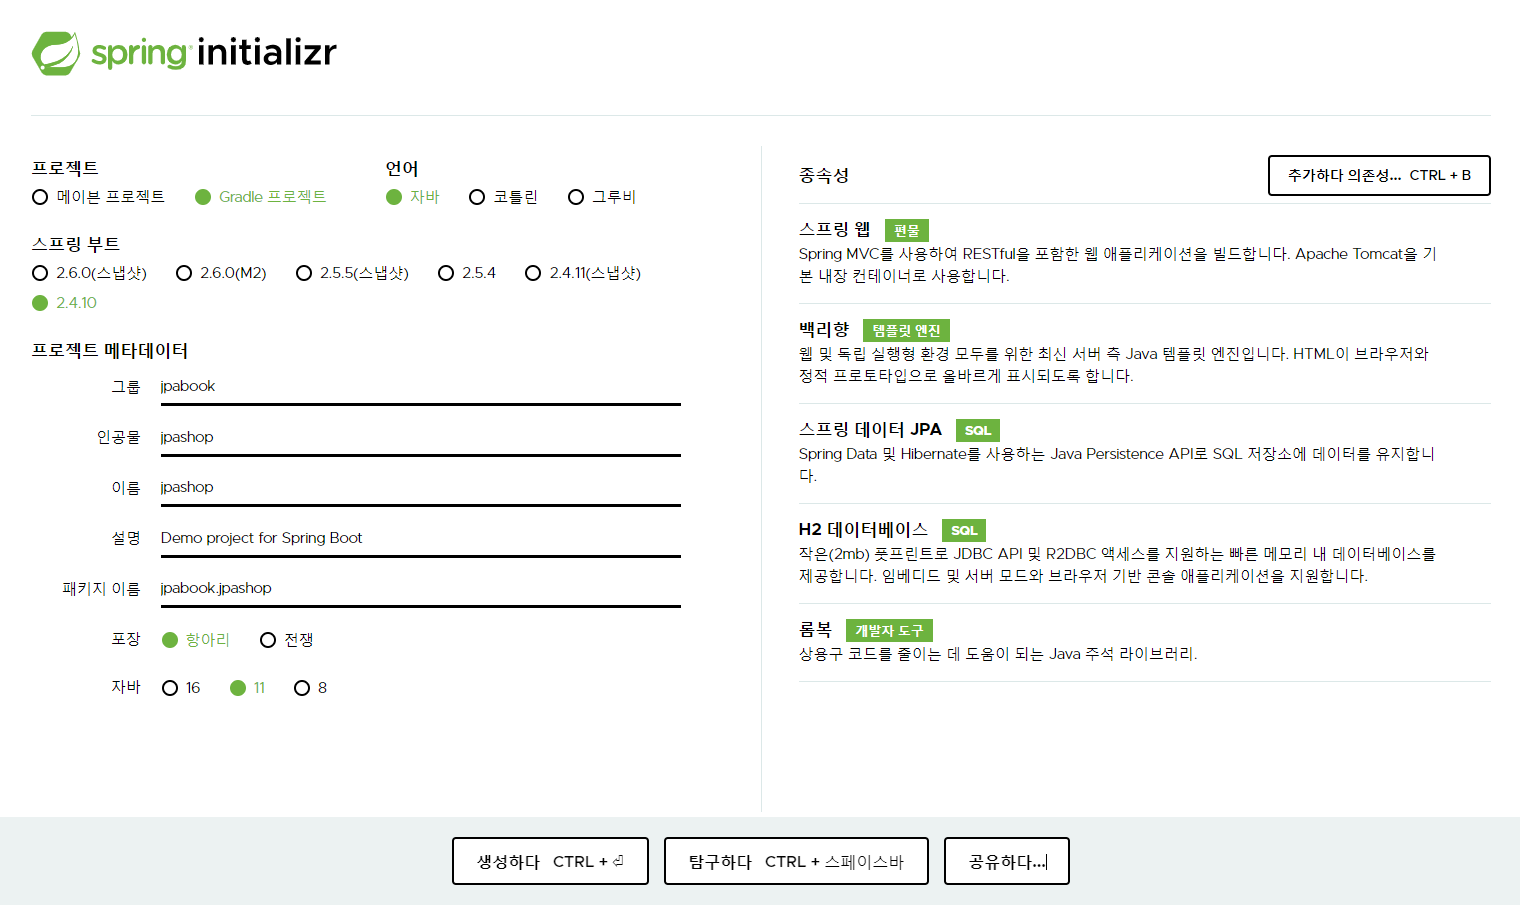 spring initializr
프로젝트
메이븐 프로젝트 Gradle 프로젝트
언어
자바 코틀린 그루비
스프링 부트
2.6.0(스냅샷) 2.6.0(M2) 2.5.5(스냅샷) 2.5.4 2.4.11(스냅샷)
2.4.10
프로젝트 메타데이터
그룹 jpabook
인공물 jpashop
이름 jpashop
설명 Demo project for Spring Boot
패키지 이름 jpabook.jpashop
포장 항아리 전쟁
자바 16 11 8
종속성 추가하다 의존성... CTRL + B
스프링 웹 편물
Spring MVC를 사용하여 RESTful을 포함한 웹 애플리케이션을 빌드합니다. Apache Tomcat을 기
본 내장 컨테이너로 사용합니다.
백리향 템플릿 엔진
웹 및 독립 실행형 환경 모두를 위한 최신 서버 측 Java 템플릿 엔진입니다. HTML이 브라우저와
정적 프로토타입으로 올바르게 표시되도록 합니다.
스프링 데이터 JPA SQL
Spring Data 및 Hibernate를 사용하는 Java Persistence API로 SQL 저장소에 데이터를 유지합니
다.
H2 데이터베이스 SQL
작은(2mb) 풋프린트로 JDBC API 및 R2DBC 액세스를 지원하는 빠른 메모리 내 데이터베이스를
제공합니다. 임베디드 및 서버 모드와 브라우저 기반 콘솔 애플리케이션을 지원합니다.
롬복 개발자 도구
상용구 코드를 줄이는 데 도움이 되는 Java 주석 라이브러리.
생성하다 CTRL + ⏎ 탐구하다 CTRL + 스페이스바 공유하다...